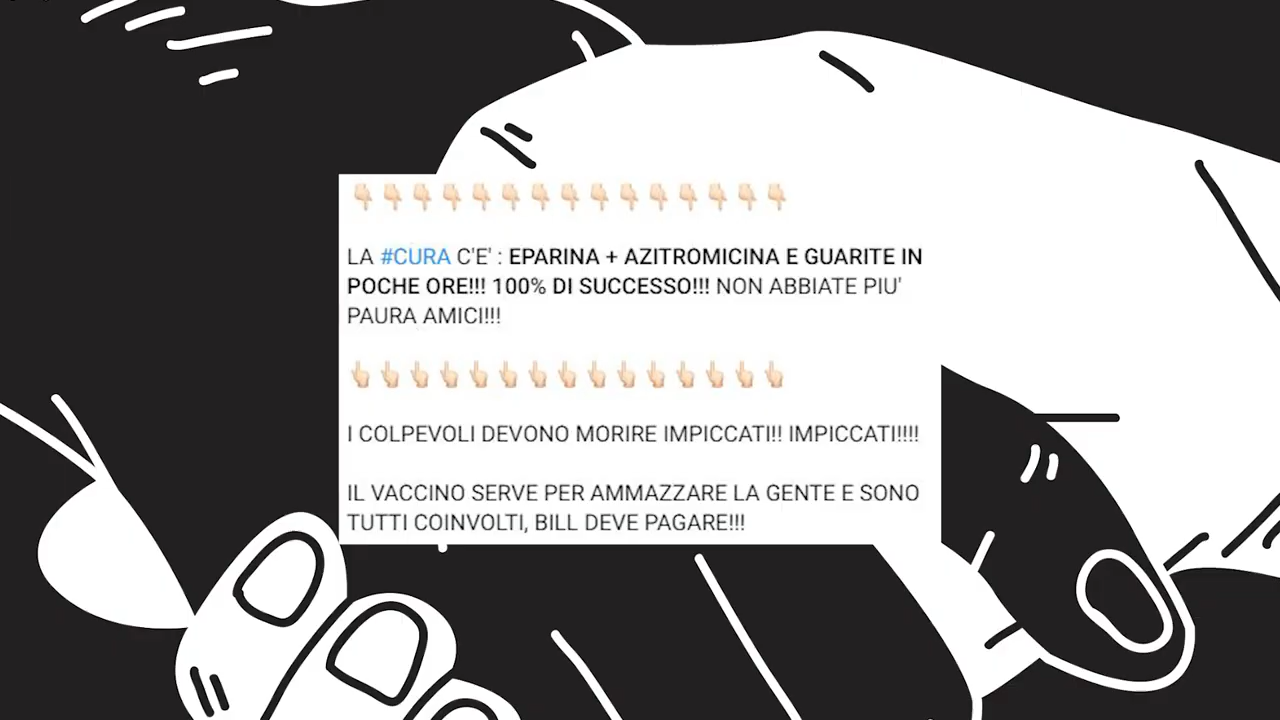 👇🏻👇🏻👇🏻👇🏻👇🏻👇🏻👇🏻👇🏻👇🏻👇🏻👇🏻👇🏻👇🏻👇🏻👇🏻
LA #CURA C'E' : EPARINA + AZITROMICINA E GUARITE IN
POCHE ORE!!! 100% DI SUCCESSO!!! NON ABBIATE PIU'
PAURA AMICI!!!
👆🏻👆🏻👆🏻👆🏻👆🏻👆🏻👆🏻👆🏻👆🏻👆🏻👆🏻👆🏻👆🏻👆🏻👆🏻
I COLPEVOLI DEVONO MORIRE IMPICCATI!! IMPICCATI!!!!
IL VACCINO SERVE PER AMMAZZARE LA GENTE E SONO
TUTTI COINVOLTI, BILL DEVE PAGARE!!!